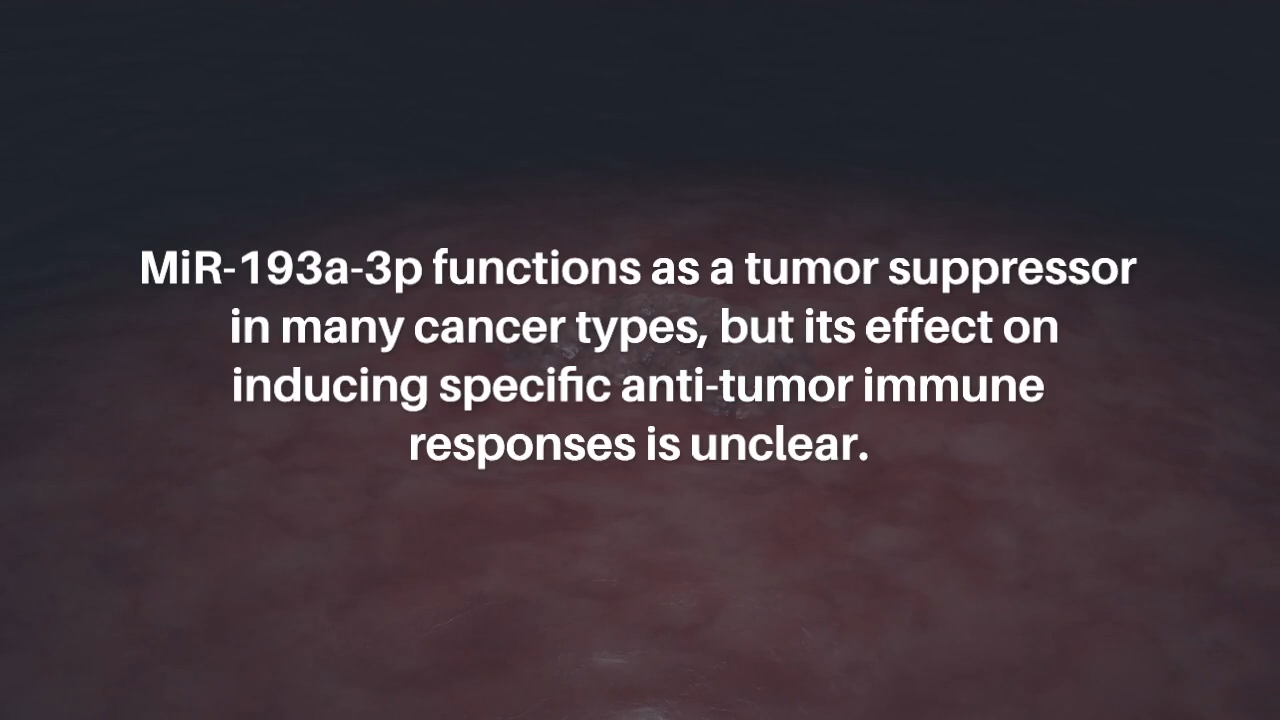 MiR-193a-3p functions as a tumor suppressor
in many cancer types, but its effect on
inducing specific anti-tumor immune
responses is unclear.